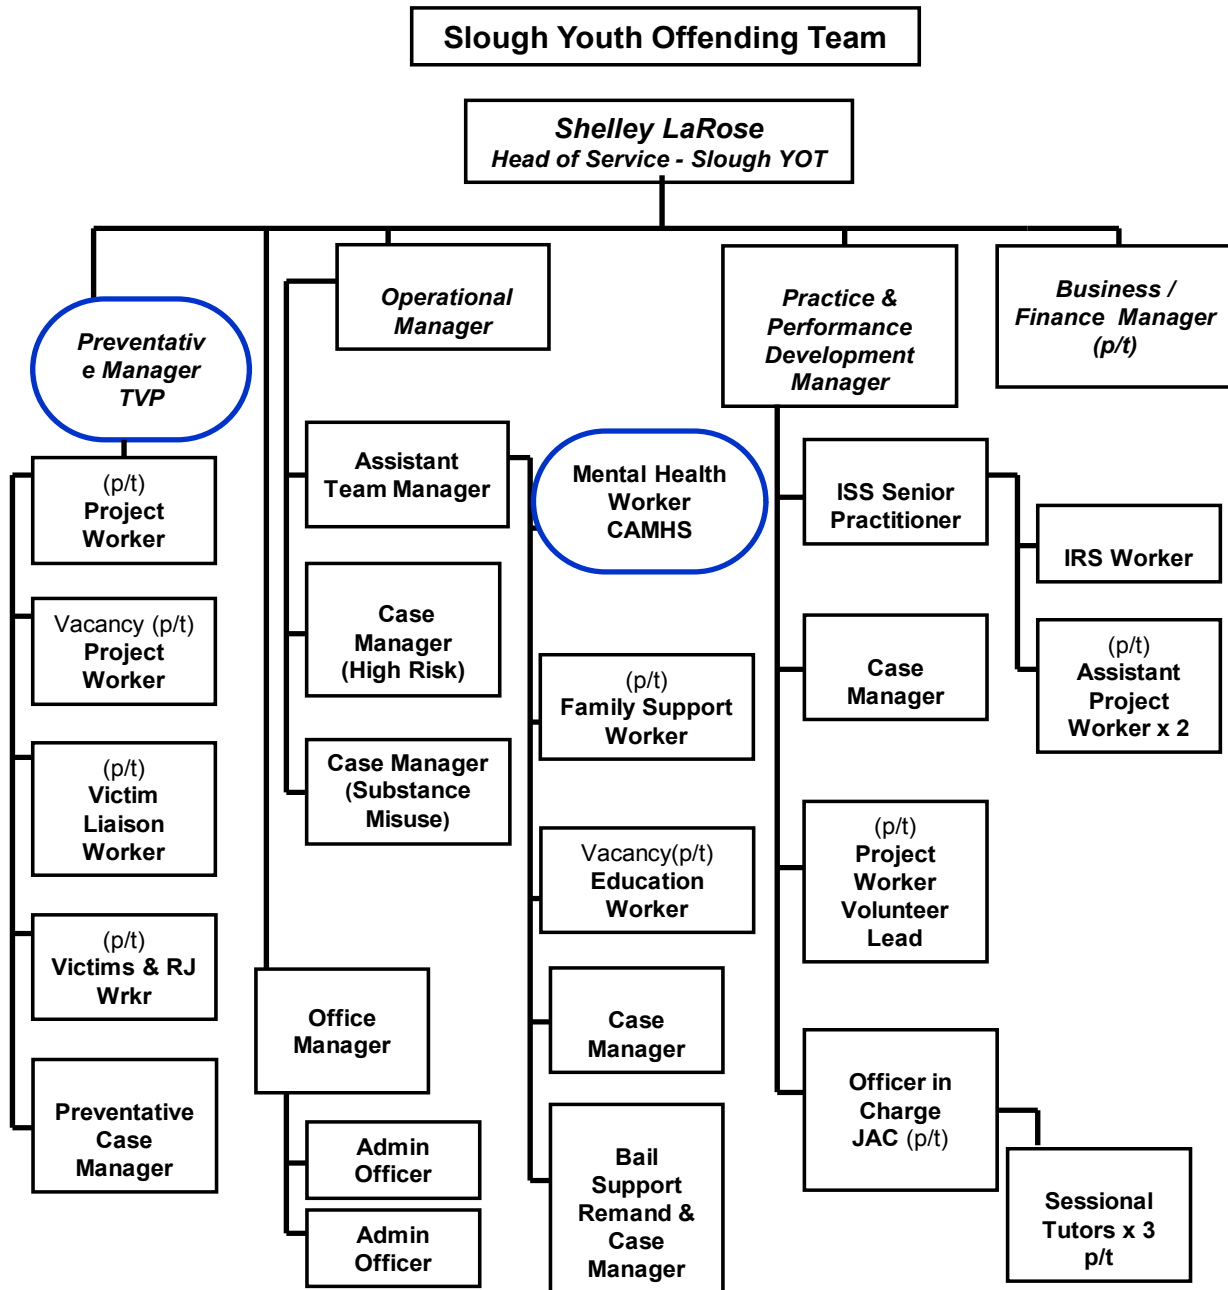 Slough Youth Offending Team
Shelley LaRose
Head of Service - Slough YOT
Preventativ
e Manager
TVP
Operational
Manager
Practice &
Performance
Development
Manager
Business /
Finance Manager
(p/t)
(p/t)
Project
Worker
Vacancy (p/t)
Project
Worker
(p/t)
Victim
Liaison
Worker
(p/t)
Victims & RJ
Wrkr
Preventative
Case
Manager
Office
Manager
Admin
Officer
Admin
Officer
Assistant
Team Manager
Case
Manager
(High Risk)
Case Manager
(Substance
Misuse)
Mental Health
Worker
CAMHS
(p/t)
Family Support
Worker
Vacancy(p/t)
Education
Worker
Case
Manager
Bail
Support
Remand &
Case
Manager
ISS Senior
Practitioner
Case
Manager
(p/t)
Project
Worker
Volunteer
Lead
Officer in
Charge
JAC (p/t)
IRS Worker
(p/t)
Assistant
Project
Worker x 2
Sessional
Tutors x 3
p/t